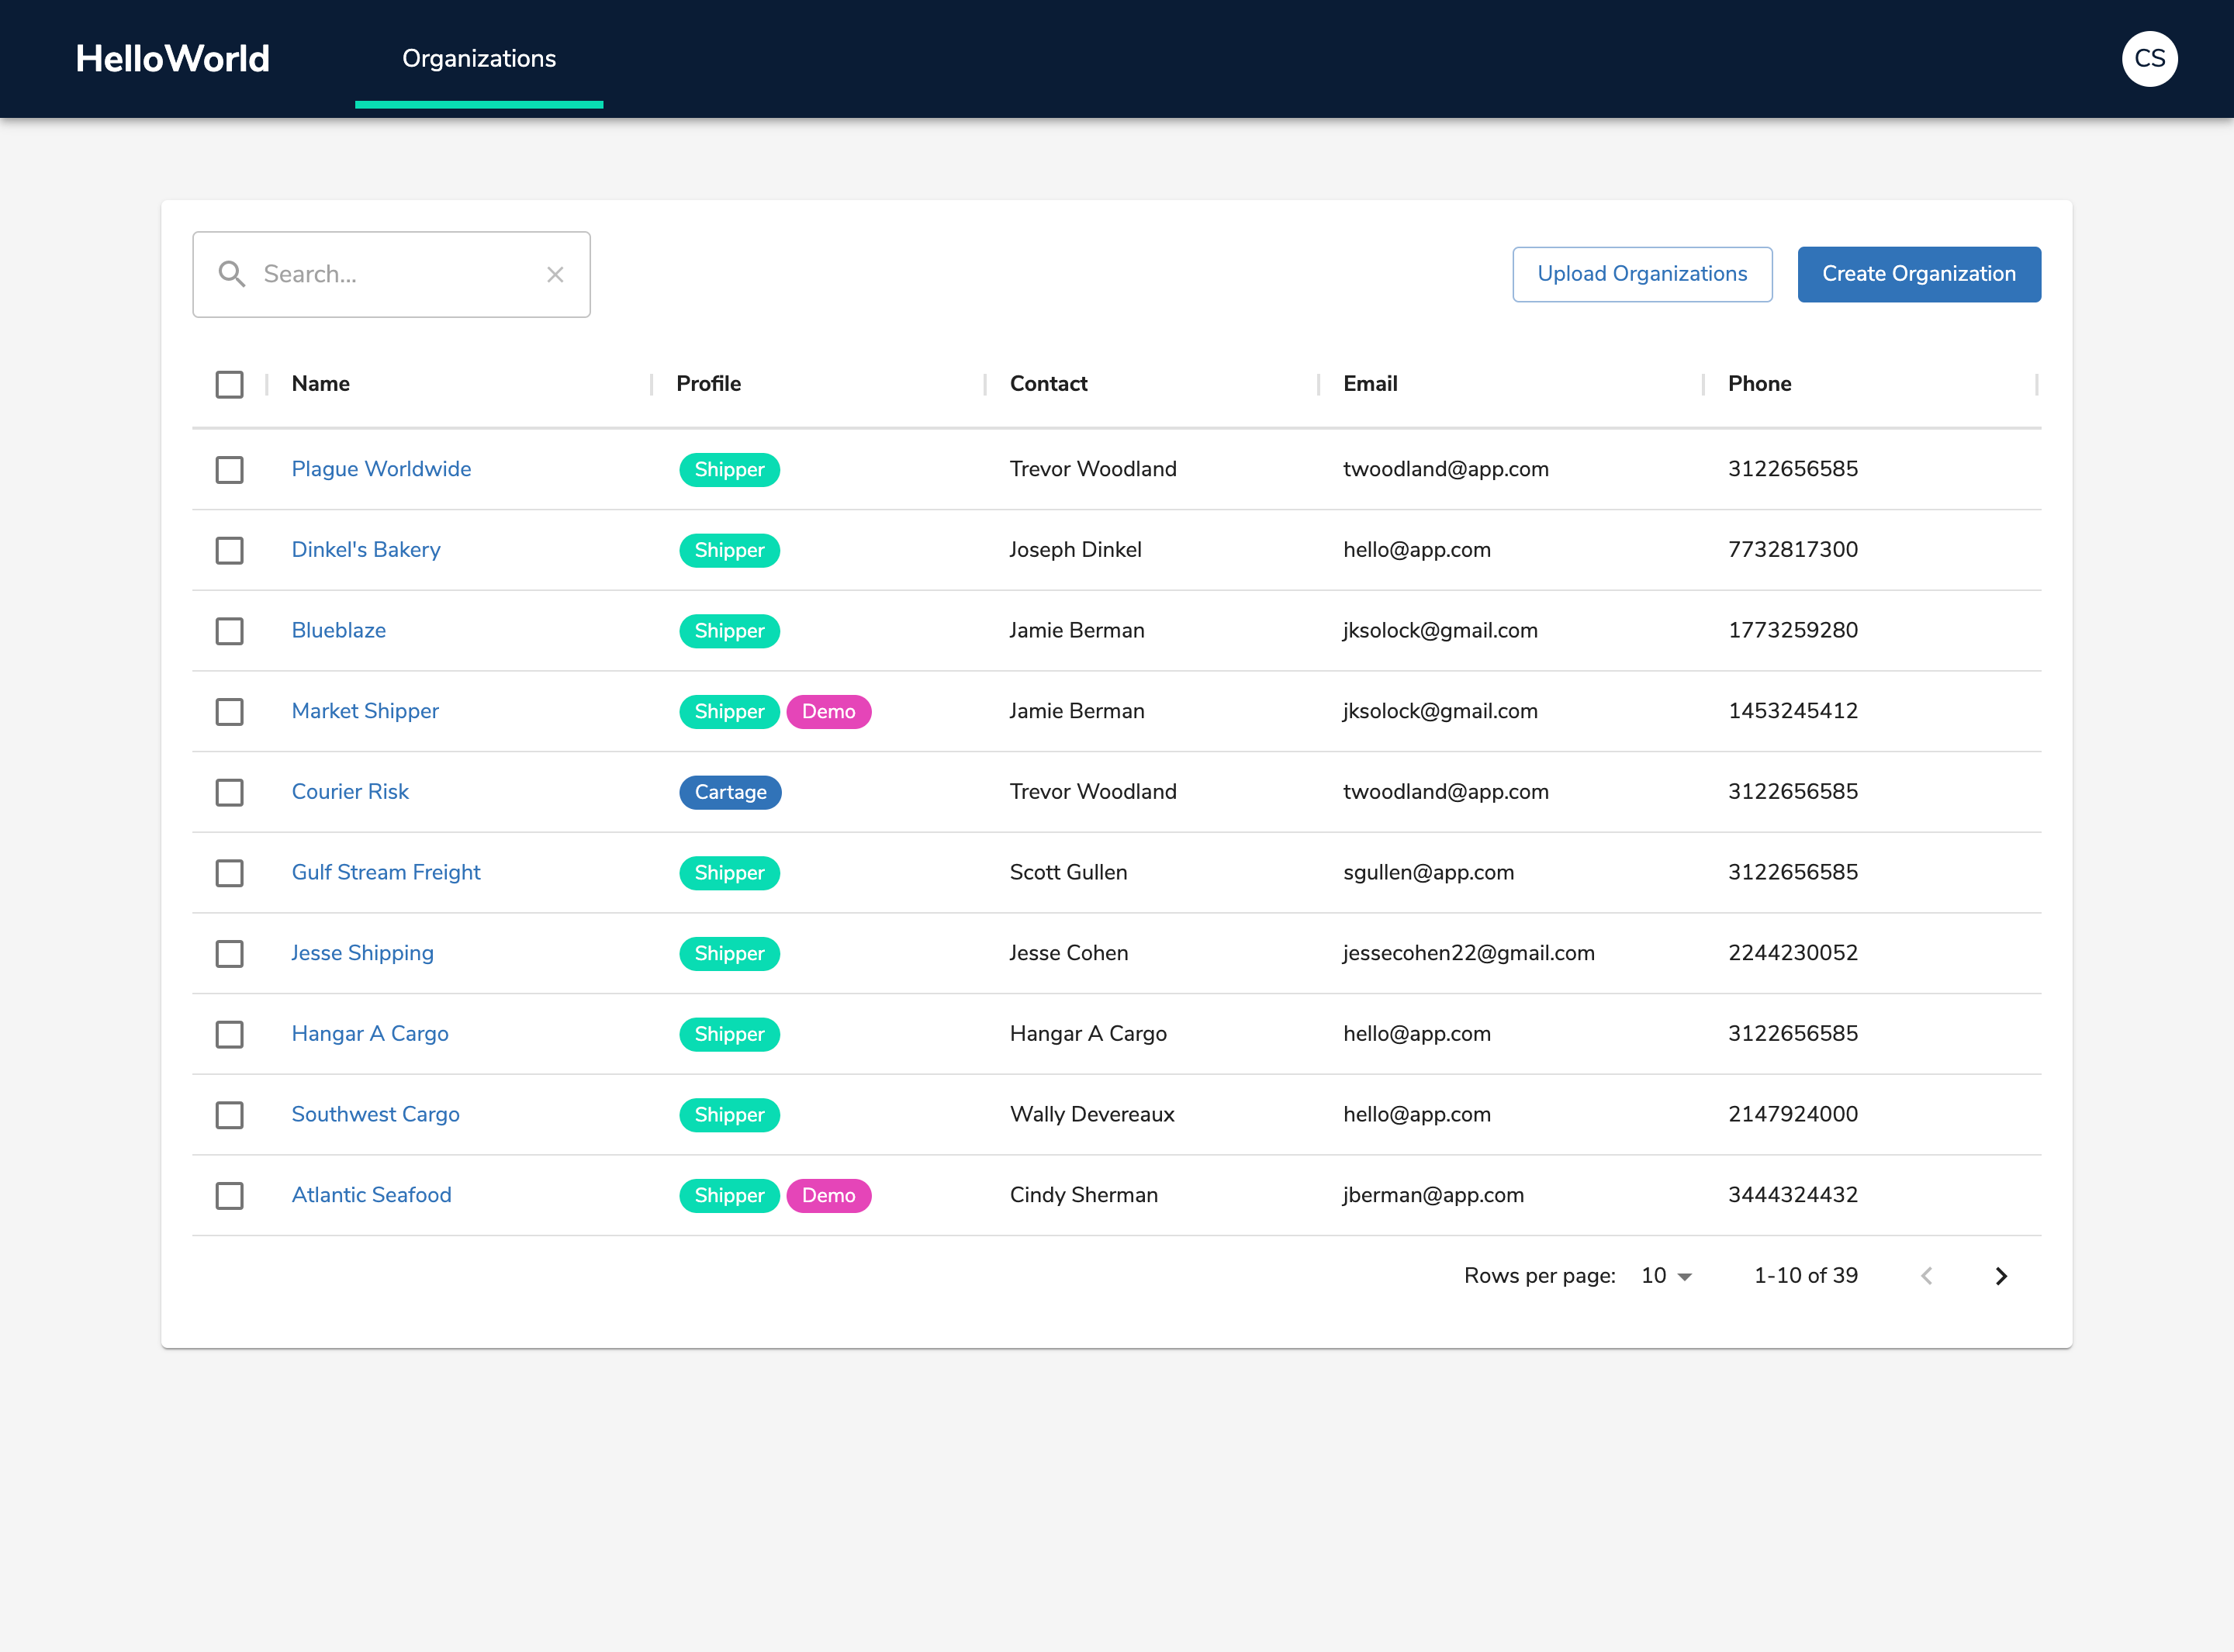 HelloWorld Organizations CS
Search... Upload Organizations Create Organization
Name Profile Contact Email Phone
Plague Worldwide Shipper Trevor Woodland twoodland@app.com 3122656585
Dinkel's Bakery Shipper Joseph Dinkel hello@app.com 7732817300
Blueblaze Shipper Jamie Berman jksolock@gmail.com 1773259280
Market Shipper Shipper Demo Jamie Berman jksolock@gmail.com 1453245412
Courier Risk Cartage Trevor Woodland twoodland@app.com 3122656585
Gulf Stream Freight Shipper Scott Gullen sgullen@app.com 3122656585
Jesse Shipping Shipper Jesse Cohen jessecohen22@gmail.com 2244230052
Hangar A Cargo Shipper Hangar A Cargo hello@app.com 3122656585
Southwest Cargo Shipper Wally Devereaux hello@app.com 2147924000
Atlantic Seafood Shipper Demo Cindy Sherman jberman@app.com 3444324432
Rows per page: 10 1-10 of 39